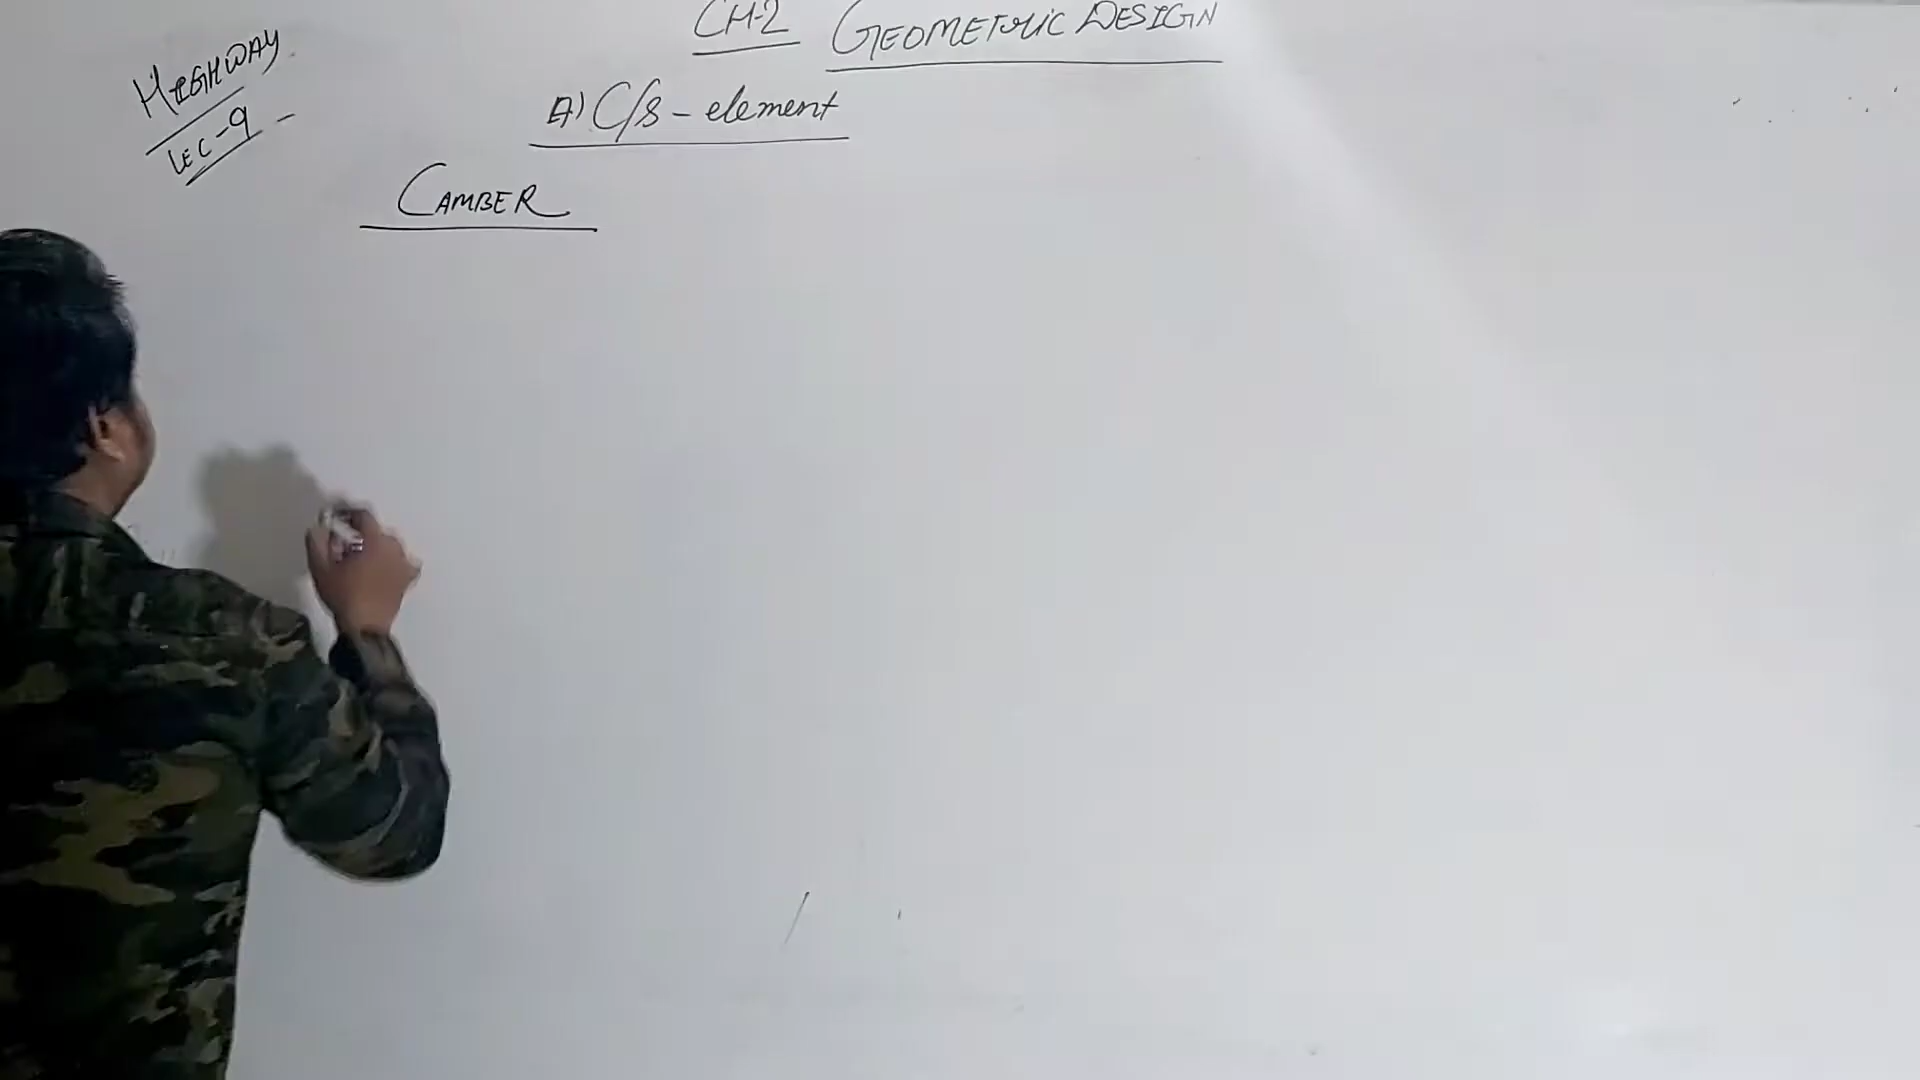 HIGHWAY
LEC-9
CH-2 GEOMETRIC DESIGN
A) C/s - element
CAMBER